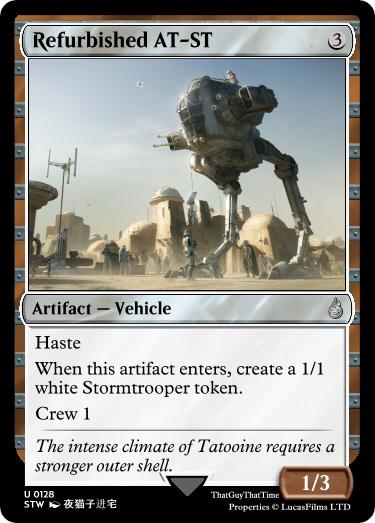 Refurbished AT-ST 3
Artifact — Vehicle
Haste
When this artifact enters, create a 1/1
white Stormtrooper token.
Crew 1
The intense climate of Tatooine requires a
stronger outer shell.
1/3
U 0128
STW 夜猫子进宅
ThatGuyThatTime
Properties © LucasFilms LTD